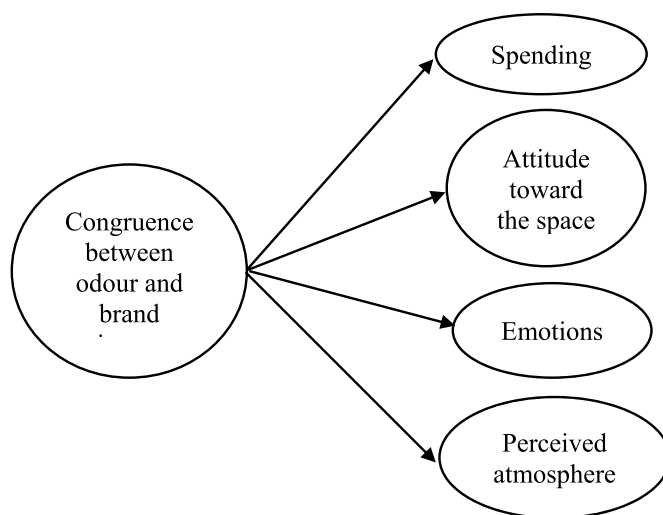 Congruence
between
odour and
brand
.
Spending
Attitude
toward
the space
Emotions
Perceived
atmosphere